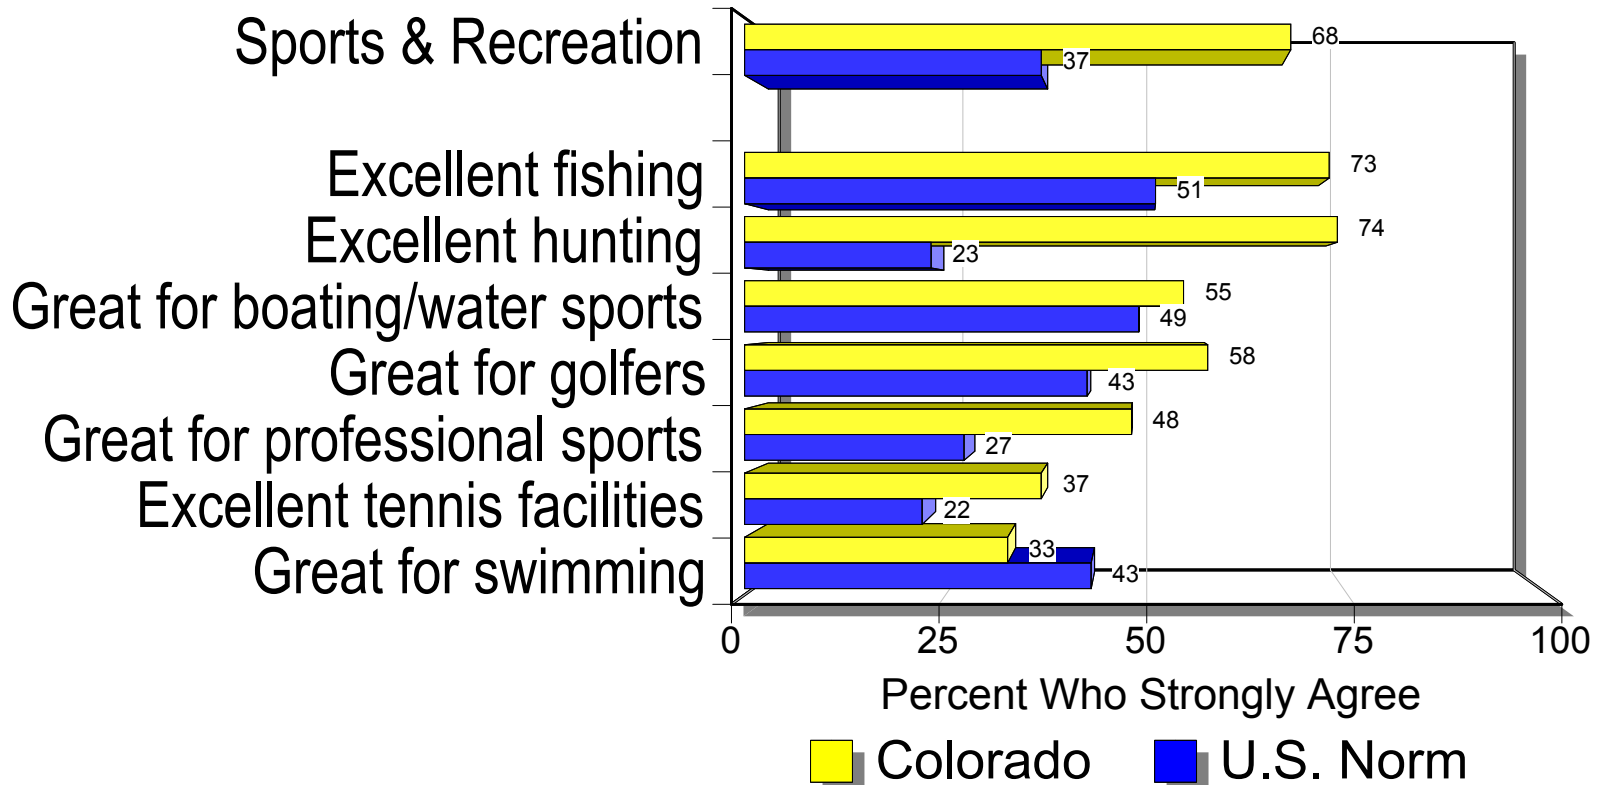 Sports & Recreation
68
37
Excellent fishing
73
51
Excellent hunting
74
23
Great for boating/water sports
55
49
Great for golfers
58
43
Great for professional sports
48
27
Excellent tennis facilities
37
22
Great for swimming
33
43
0 25 50 75 100
Percent Who Strongly Agree
Colorado U.S. Norm